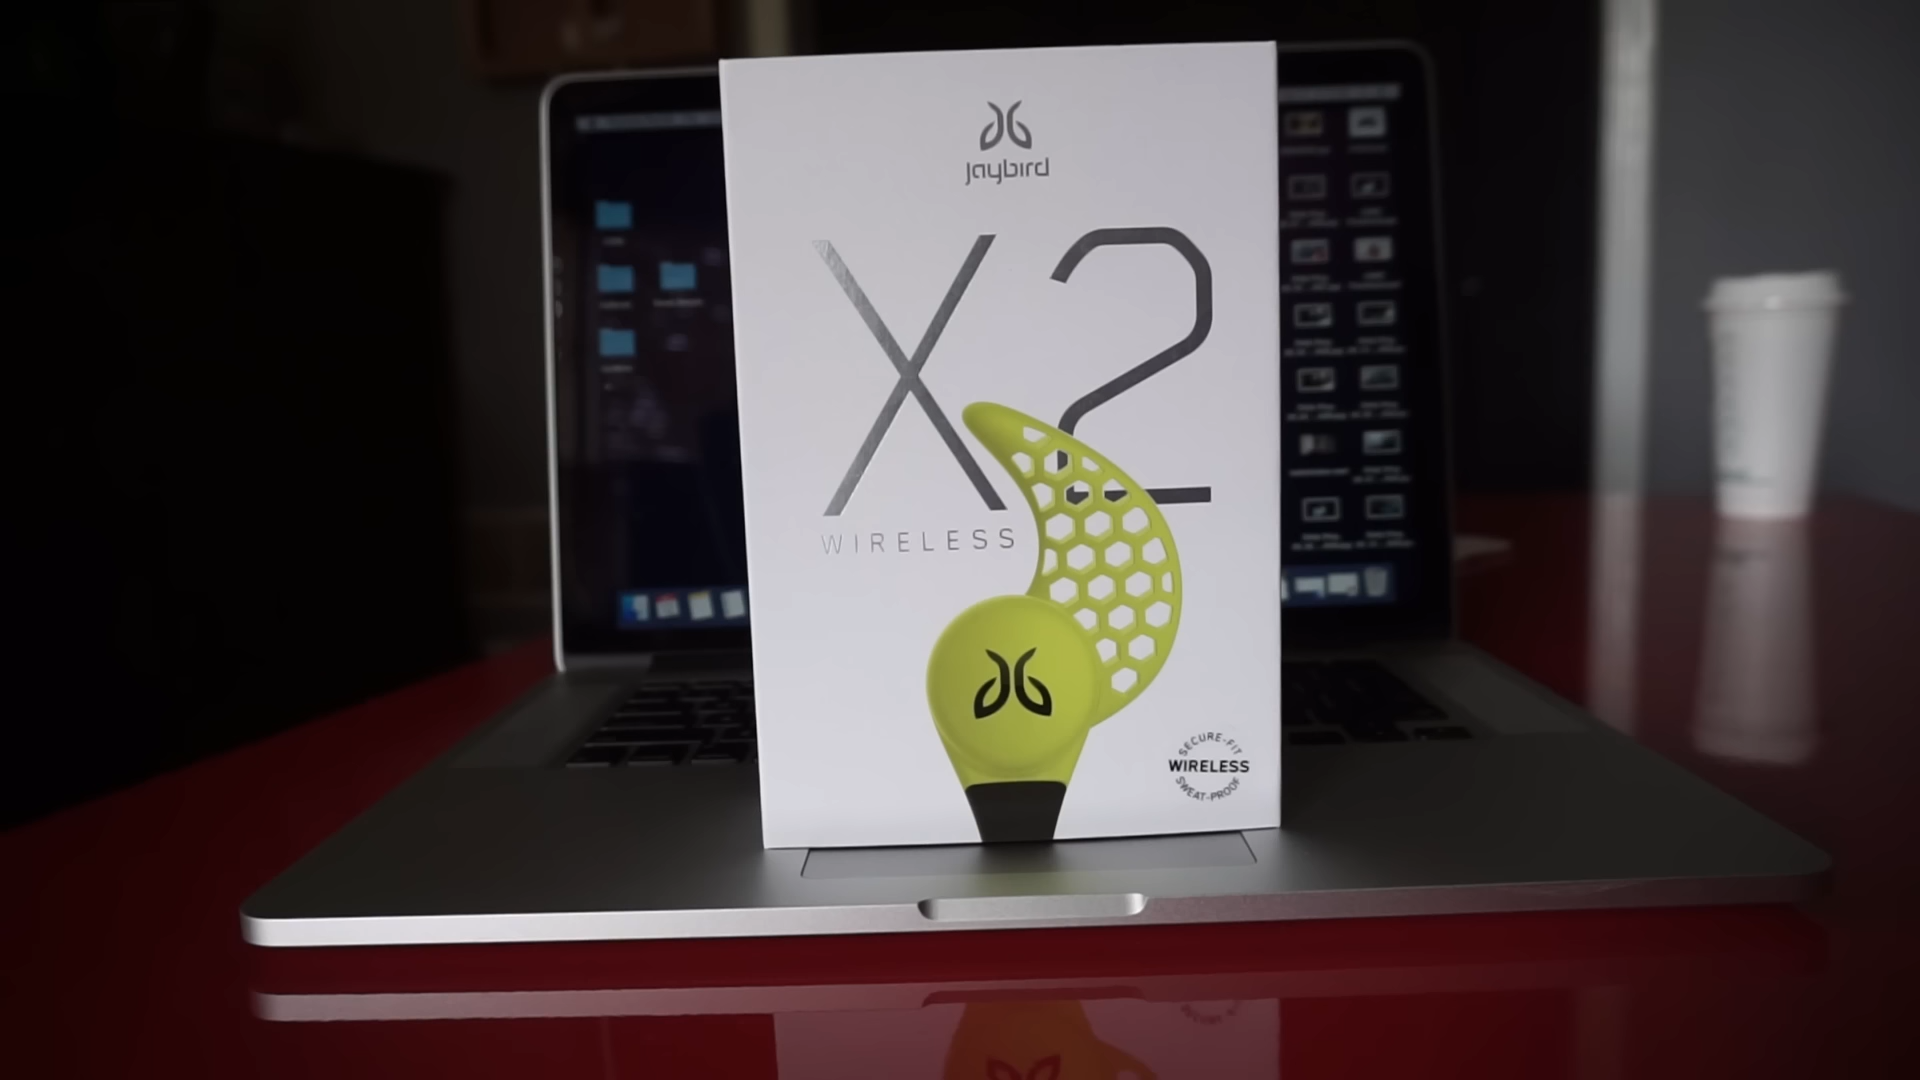 jaybird
X2
WIRELESS
SECURE-FIT
WIRELESS
SWEAT-PROOF